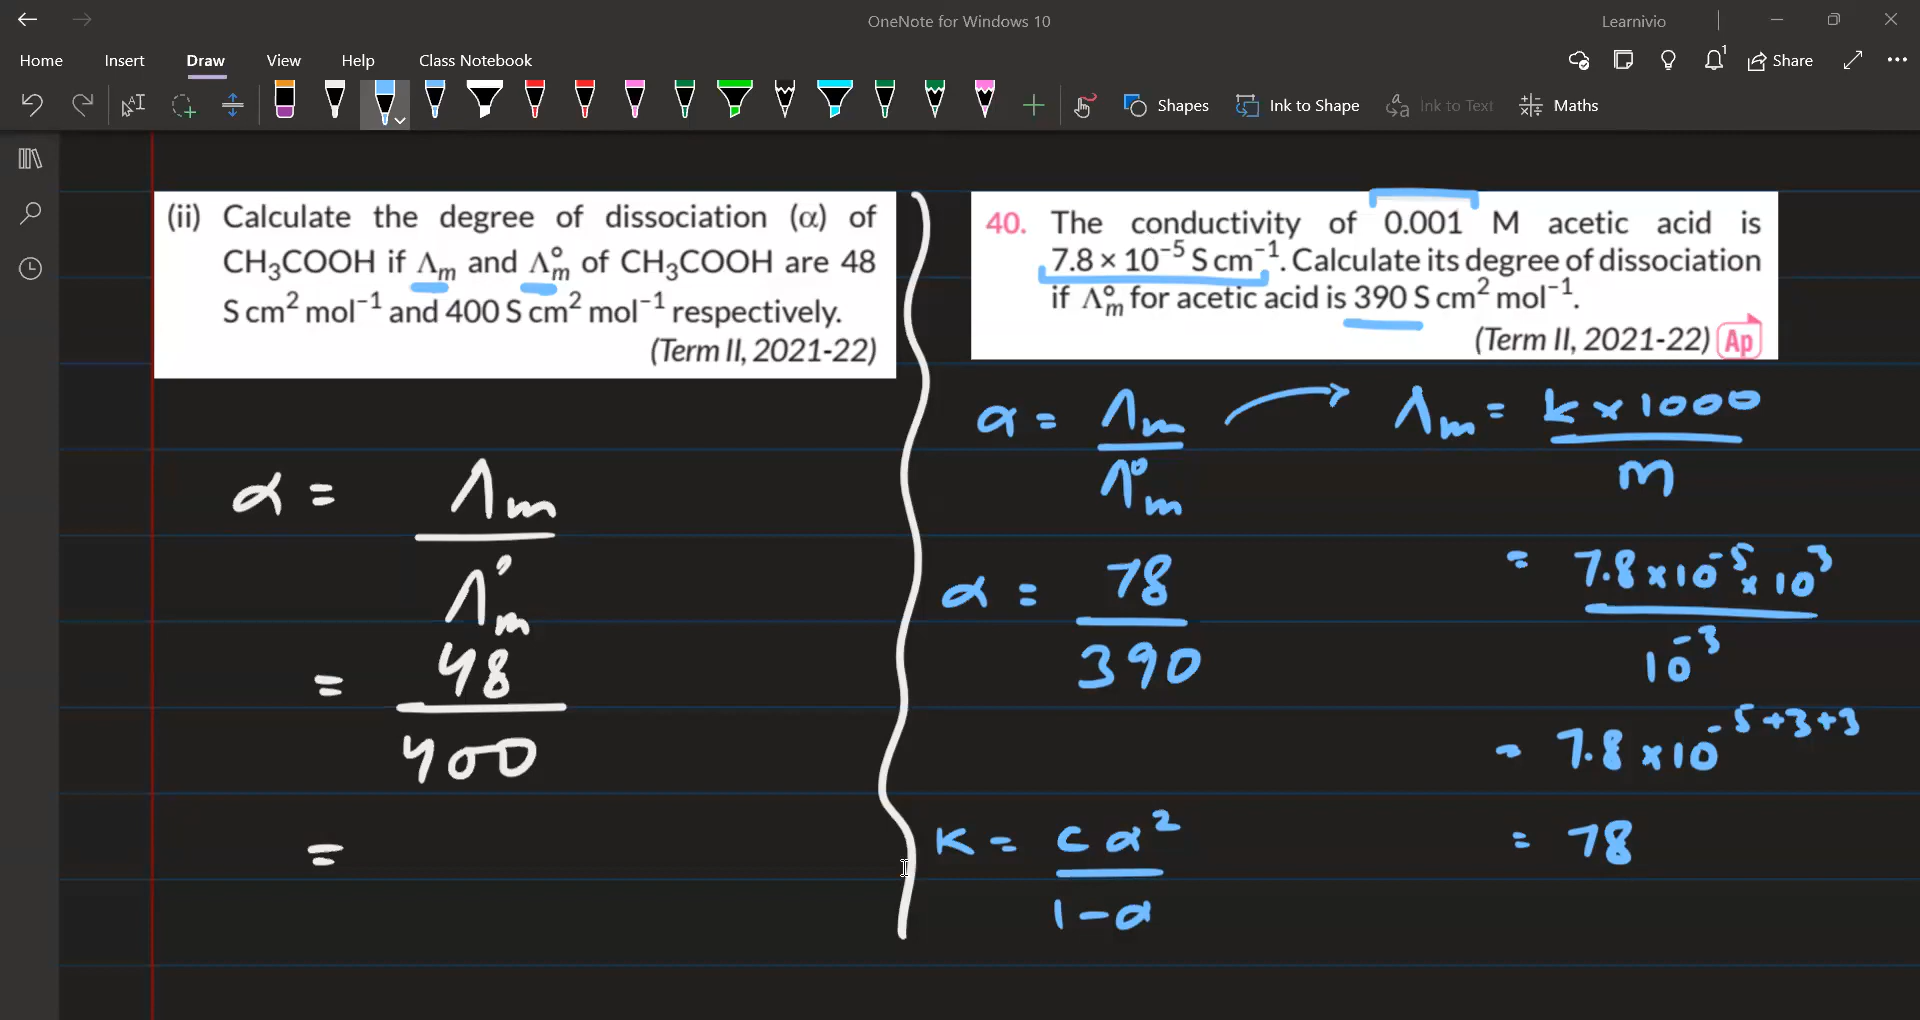 OneNote for Windows 10
Learnivio
Home Insert Draw View Help Class Notebook
1
Share
Shapes Ink to Shape Ink to Text Maths
(ii) Calculate the degree of dissociation (α) of
CH₃COOH if Λm and Λ°m of CH₃COOH are 48
S cm² mol⁻¹ and 400 S cm² mol⁻¹ respectively.
(Term II, 2021-22)
α = Λm / Λ°m
= 48 / 400
=
40. The conductivity of 0.001 M acetic acid is
7.8 × 10⁻⁵ S cm⁻¹. Calculate its degree of dissociation
if Λ°m for acetic acid is 390 S cm² mol⁻¹.
(Term II, 2021-22) Ap
α = Λm / Λ°m → Λm = k × 1000 / m
α = 78 / 390
= 7.8 × 10⁻⁵ × 10³ / 10⁻³
= 7.8 × 10⁻⁵⁺³⁺³
= 78
K = c α² / 1 − α